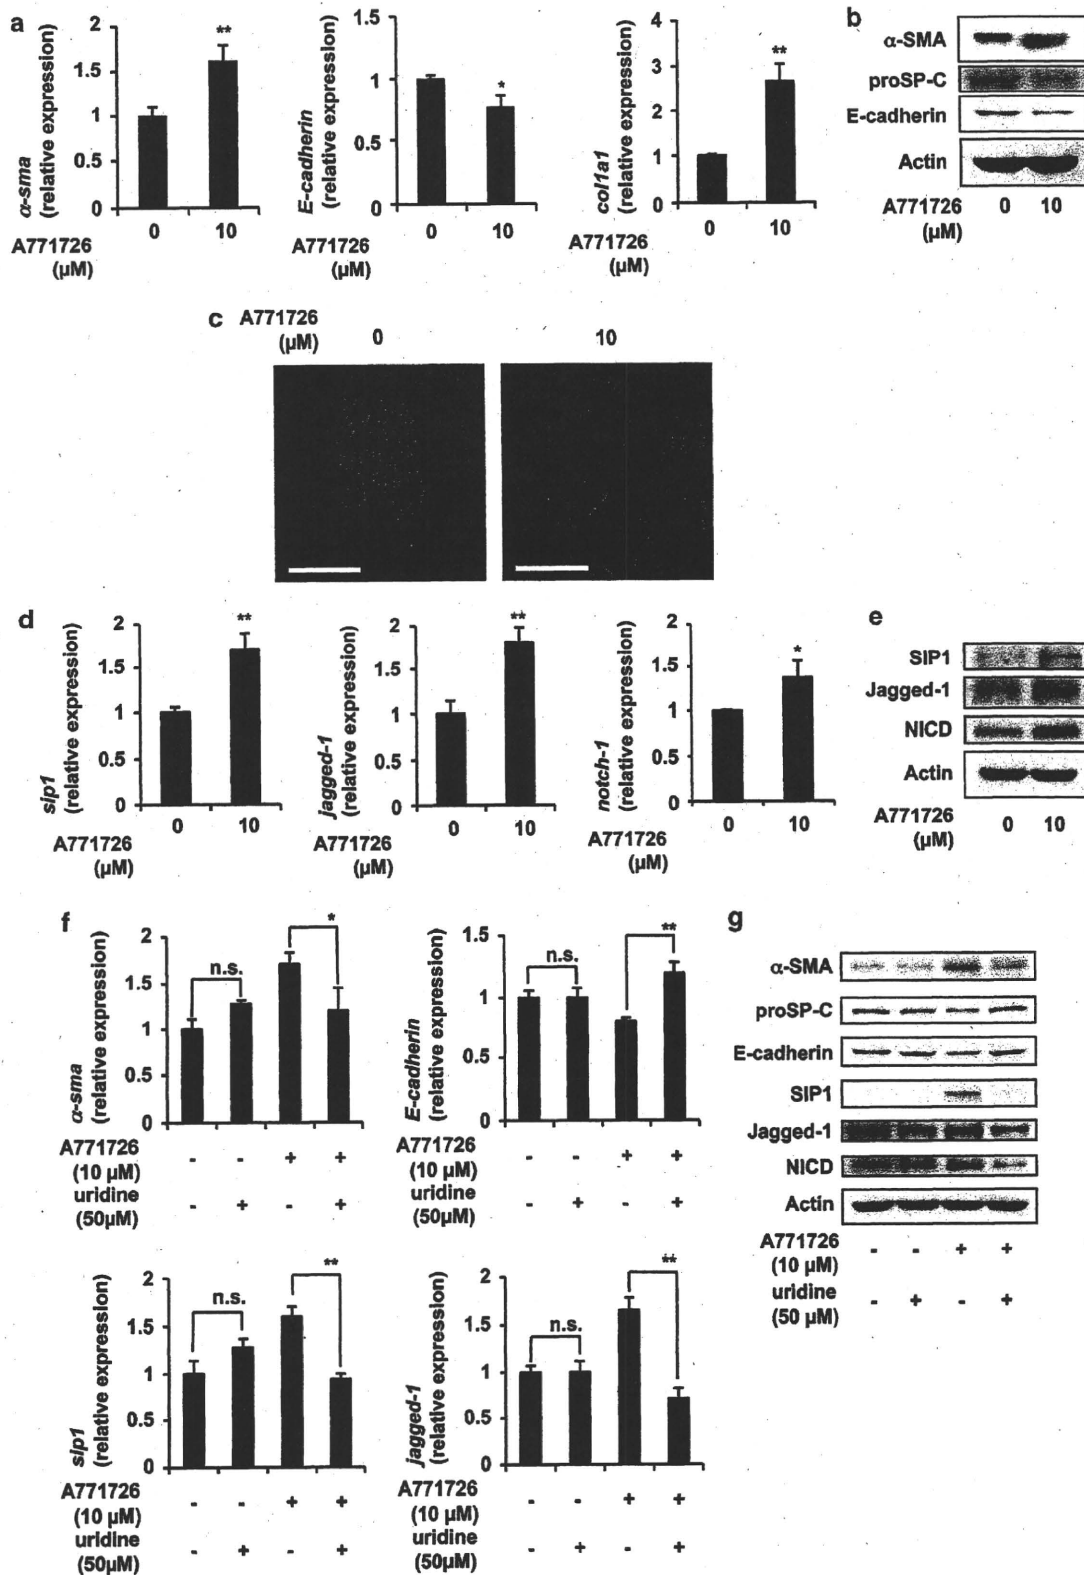 a
α-sma
(relative expression)
2
1.5
1
0.5
0
**
0
10
A771726
(µM)
E-cadherin
(relative expression)
1.5
1
0.5
0
*
0
10
A771726
(µM)
col1a1
(relative expression)
4
3
2
1
0
**
0
10
A771726
(µM)
b
α-SMA
proSP-C
E-cadherin
Actin
A771726
(µM)
0
10
c
A771726
(µM)
0
10
d
sip1
(relative expression)
2
1.5
1
0.5
0
**
0
10
A771726
(µM)
jagged-1
(relative expression)
2
1.5
1
0.5
0
**
0
10
A771726
(µM)
notch-1
(relative expression)
2
1.5
1
0.5
0
*
0
10
A771726
(µM)
e
SIP1
Jagged-1
NICD
Actin
A771726
(µM)
0
10
f
α-sma
(relative expression)
2
1.5
1
0.5
0
n.s.
*
A771726
(10 µM)
- - + +
uridine
(50µM)
- + - +
E-cadherin
(relative expression)
1.5
1
0.5
0
n.s.
**
A771726
(10 µM)
- - + +
uridine
(50µM)
- + - +
g
α-SMA
proSP-C
E-cadherin
SIP1
Jagged-1
NICD
Actin
A771726
(10 µM)
- - + +
uridine
(50 µM)
- + - +
sip1
(relative expression)
2
1.5
1
0.5
0
n.s.
**
A771726
(10 µM)
- - + +
uridine
(50µM)
- + - +
jagged-1
(relative expression)
2
1.5
1
0.5
0
n.s.
**
A771726
(10 µM)
- - + +
uridine
(50µM)
- + - +